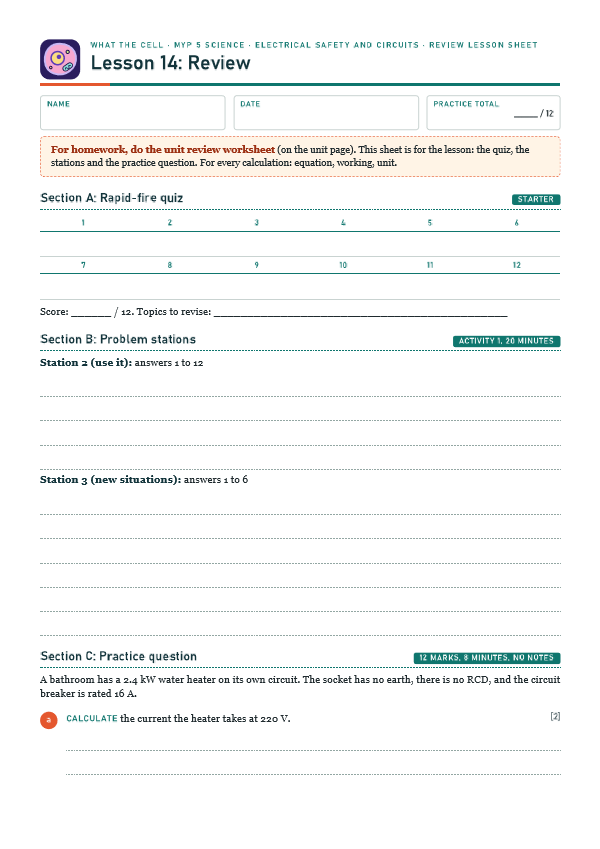 WHAT THE CELL · MYP 5 SCIENCE · ELECTRICAL SAFETY AND CIRCUITS · REVIEW LESSON SHEET
Lesson 14: Review
NAME
DATE
PRACTICE TOTAL
_____ / 12
For homework, do the unit review worksheet (on the unit page). This sheet is for the lesson: the quiz, the
stations and the practice question. For every calculation: equation, working, unit.
Section A: Rapid-fire quiz
STARTER
1 2 3 4 5 6
7 8 9 10 11 12
Score: ______ / 12. Topics to revise: ____________________________________________
Section B: Problem stations
ACTIVITY 1, 20 MINUTES
Station 2 (use it): answers 1 to 12
Station 3 (new situations): answers 1 to 6
Section C: Practice question
12 MARKS, 8 MINUTES, NO NOTES
A bathroom has a 2.4 kW water heater on its own circuit. The socket has no earth, there is no RCD, and the circuit
breaker is rated 16 A.
a CALCULATE the current the heater takes at 220 V. [2]